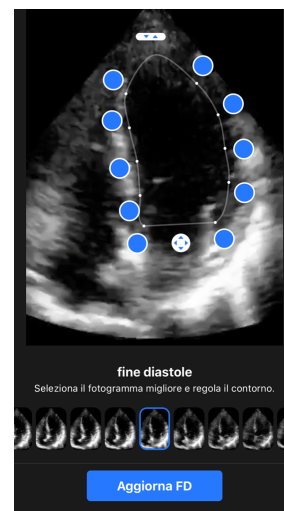 fine diastole
Seleziona il fotogramma migliore e regola il contorno.
Aggiorna FD